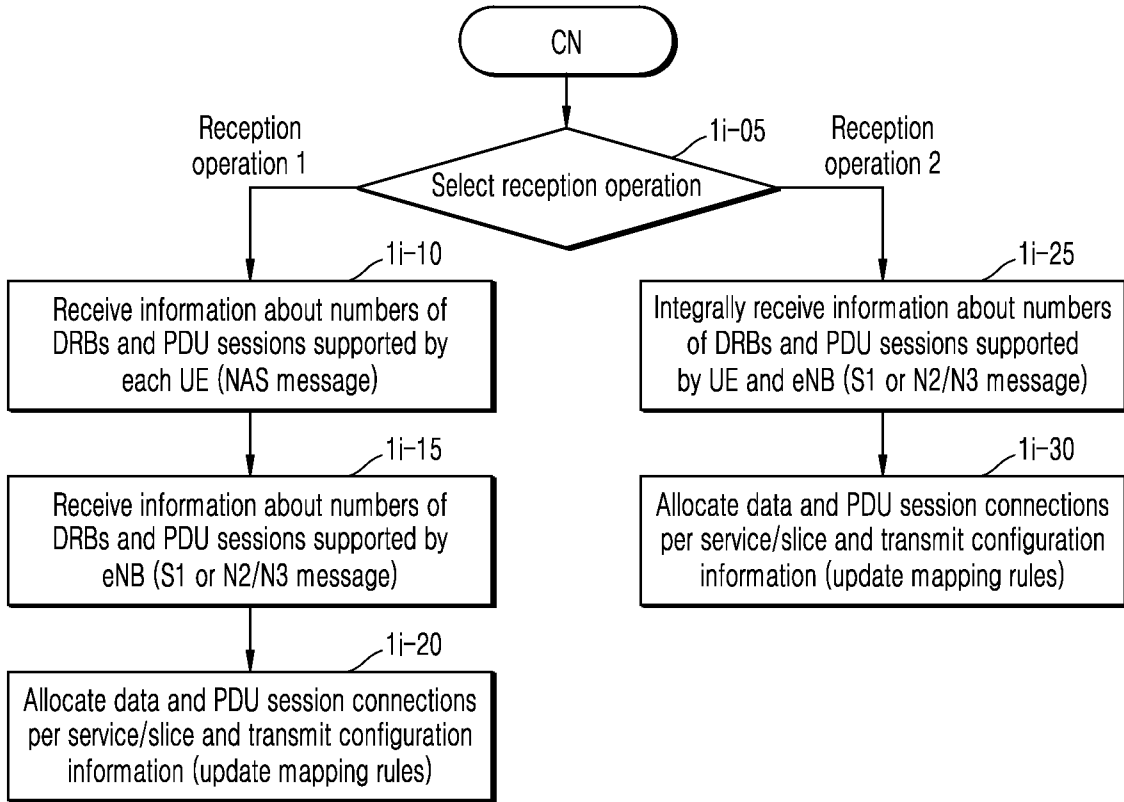 CN
1i-05
Reception
operation 1
Reception
operation 2
Select reception operation
1i-10
Receive information about numbers of
DRBs and PDU sessions supported by
each UE (NAS message)
1i-15
Receive information about numbers of
DRBs and PDU sessions supported by
eNB (S1 or N2/N3 message)
1i-20
Allocate data and PDU session connections
per service/slice and transmit configuration
information (update mapping rules)
1i-25
Integrally receive information about numbers
of DRBs and PDU sessions supported
by UE and eNB (S1 or N2/N3 message)
1i-30
Allocate data and PDU session connections
per service/slice and transmit configuration
information (update mapping rules)